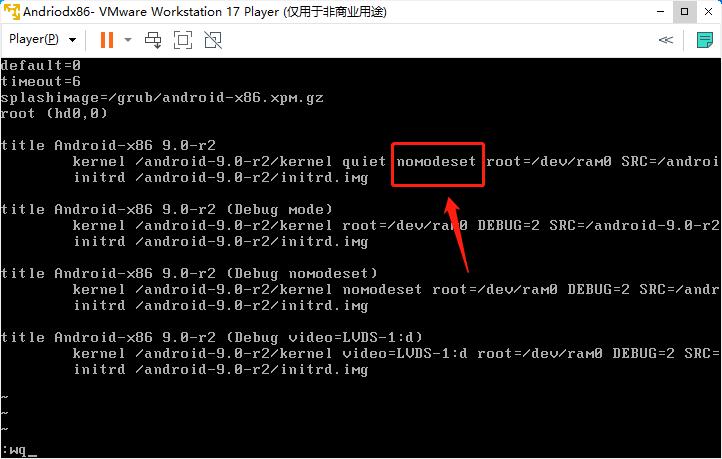 Andriodx86- VMware Workstation 17 Player (仅用于非商业用途)
Player(P)
default=0
timeout=6
splashimage=/grub/android-x86.xpm.gz
root (hd0,0)
title Android-x86 9.0-r2
kernel /android-9.0-r2/kernel quiet nomodeset root=/dev/ram0 SRC=/androi
initrd /android-9.0-r2/initrd.img
title Android-x86 9.0-r2 (Debug mode)
kernel /android-9.0-r2/kernel root=/dev/ram0 DEBUG=2 SRC=/android-9.0-r2
initrd /android-9.0-r2/initrd.img
title Android-x86 9.0-r2 (Debug nomodeset)
kernel /android-9.0-r2/kernel nomodeset root=/dev/ram0 DEBUG=2 SRC=/andr
initrd /android-9.0-r2/initrd.img
title Android-x86 9.0-r2 (Debug video=LVDS-1:d)
kernel /android-9.0-r2/kernel video=LVDS-1:d root=/dev/ram0 DEBUG=2 SRC=
initrd /android-9.0-r2/initrd.img
~
~
~
:wq_